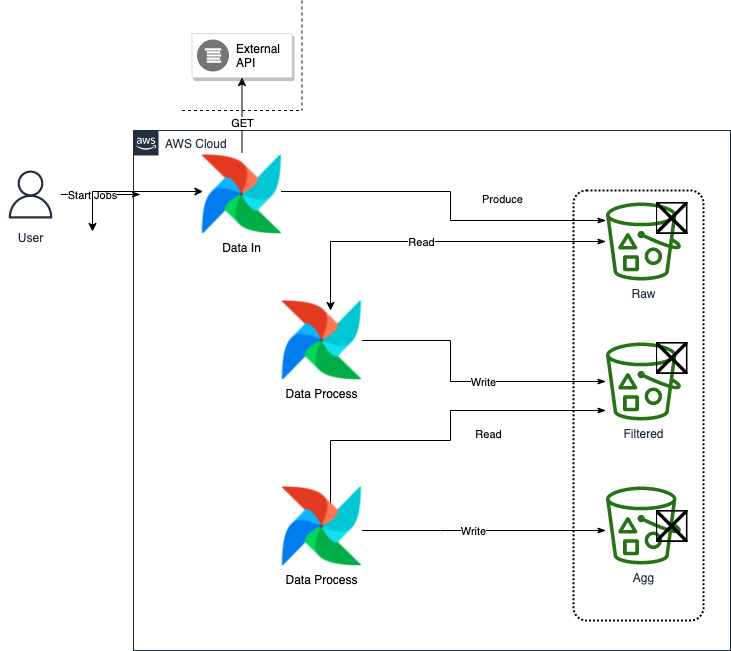 External
API
GET
aws
AWS Cloud
Start Jobs
User
Data In
Produce
Read
Raw
Data Process
Write
Filtered
Read
Data Process
Write
Agg